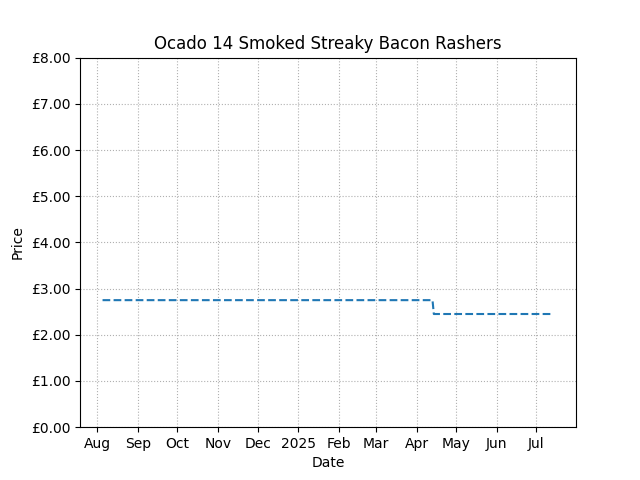 Ocado 14 Smoked Streaky Bacon Rashers
£8.00
£7.00
£6.00
£5.00
£4.00
£3.00
£2.00
£1.00
£0.00
Price
Aug Sep Oct Nov Dec 2025 Feb Mar Apr May Jun Jul
Date